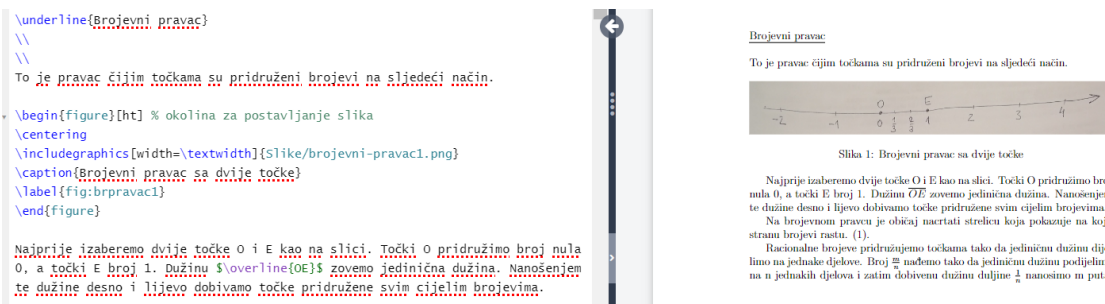 \underline{Brojevni pravac}
\\
\\
To je pravac čijim točkama su pridruženi brojevi na sljedeći način.
\begin{figure}[ht] % okolina za postavljanje slika
\centering
\includegraphics[width=\textwidth]{Slike/brojevni-pravac1.png}
\caption{Brojevni pravac sa dvije točke}
\label{fig:brpravac1}
\end{figure}
Najprije izaberemo dvije točke O i E kao na slici. Točki O pridružimo broj nula
0, a točki E broj 1. Dužinu $\overline{OE}$ zovemo jedinična dužina. Nanošenjem
te dužine desno i lijevo dobivamo točke pridružene svim cijelim brojevima.
Brojevni pravac
To je pravac čijim točkama su pridruženi brojevi na sljedeći način.
O E
-2 -1 0 1/3 2/3 1 2 3 4
Slika 1: Brojevni pravac sa dvije točke
Najprije izaberemo dvije točke O i E kao na slici. Točki O pridružimo bro
nula 0, a točki E broj 1. Dužinu OE zovemo jedinična dužina. Nanošenjem
te dužine desno i lijevo dobivamo točke pridružene svim cijelim brojevima
Na brojevnom pravcu je običaj nacrtati strelicu koja pokazuje na koj
stranu brojevi rastu. (1).
Racionalne brojeve pridružujemo točkama tako da jediničnu dužinu dije
limo na jednake djelove. Broj m/n nađemo tako da jediničnu dužinu podijelim
na n jednakih djelova i zatim dobivenu dužinu duljine 1/n nanosimo m put